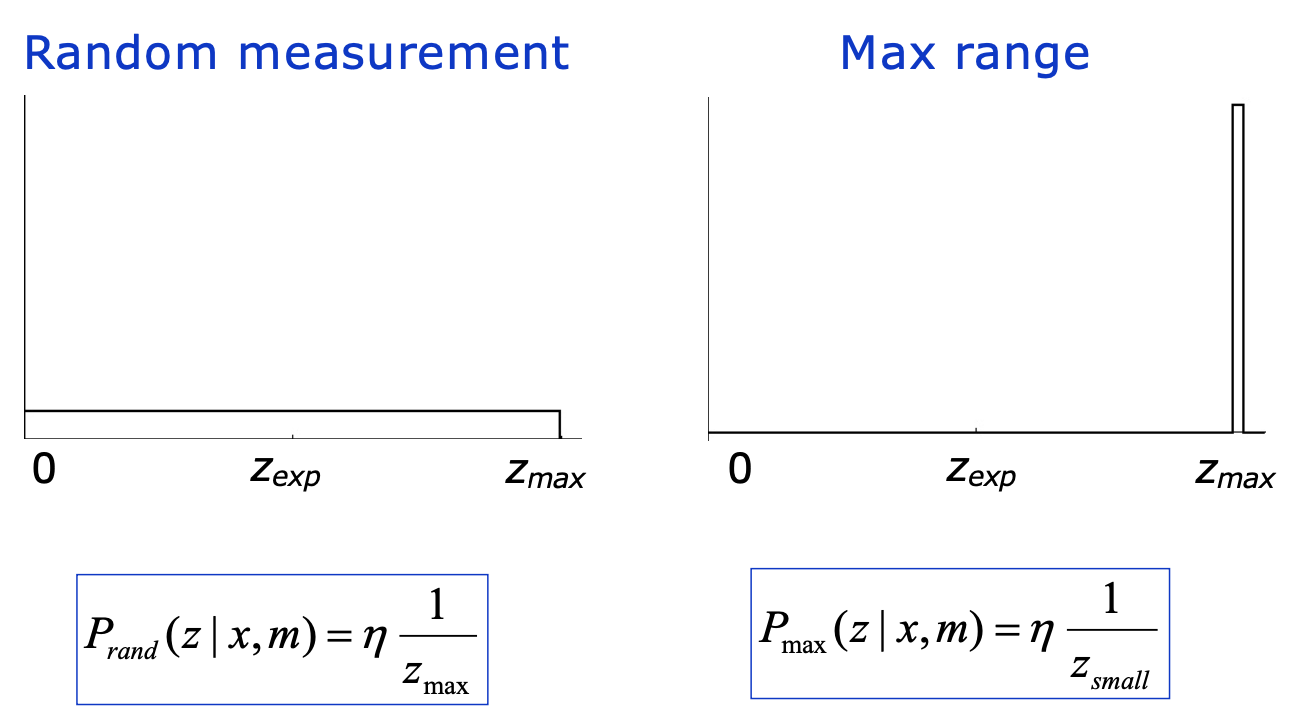 Random measurement
Max range
0 z_exp z_max
0 z_exp z_max
P_rand (z | x, m) = η 1/z_max
P_max (z | x, m) = η 1/z_small